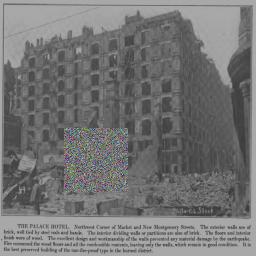 Market Street
THE PALACE HOTEL. Northwest Corner of Market and New Montgomery Streets. The exterior walls are of
brick, well tied by steel rods and bands. The interior dividing walls or partitions are also of brick. The floors and interior
finish were of wood. The excellent design and workmanship of the walls prevented any material damage by the earthquake.
Fire consumed the wood floors and all the combustible contents, leaving only the walls, which remain in good condition. It is
the best preserved building of the non-fire-proof type in the burned district.